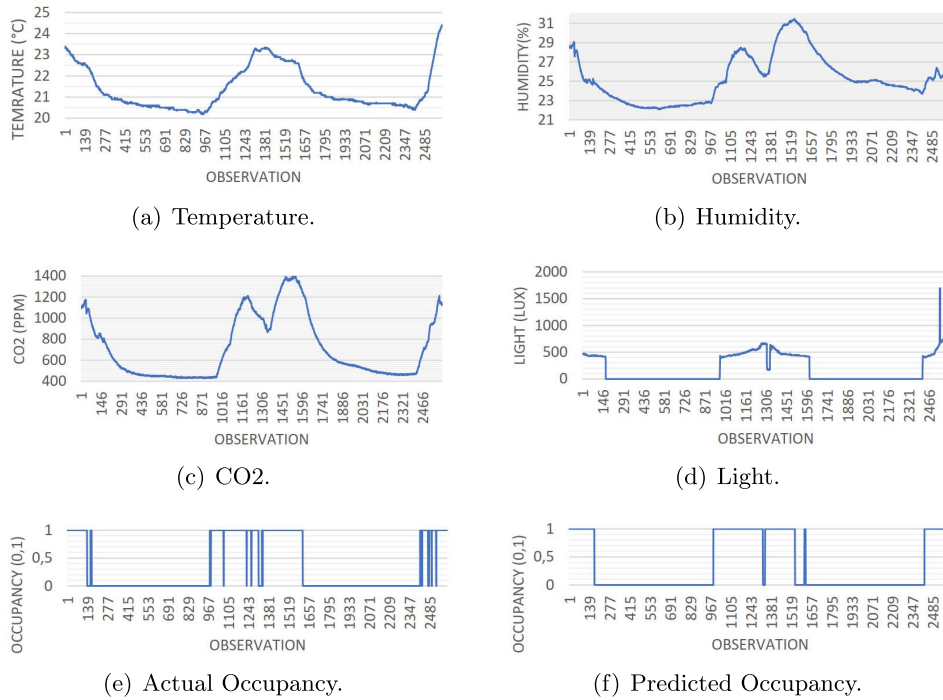 25
24
23
22
21
20
TEMRATURE (°C)
1 139 277 415 553 691 829 967 1105 1243 1381 1519 1657 1795 1933 2071 2209 2347 2485
OBSERVATION
(a) Temperature.
31
29
27
25
23
21
HUMIDITY(%)
1 139 277 415 553 691 829 967 1105 1243 1381 1519 1657 1795 1933 2071 2209 2347 2485
OBSERVATION
(b) Humidity.
1400
1200
1000
800
600
400
CO2 (PPM)
1 146 291 436 581 726 871 1016 1161 1306 1451 1596 1741 1886 2031 2176 2321 2466
OBSERVATION
(c) CO2.
2000
1500
1000
500
0
LIGHT (LUX)
1 146 291 436 581 726 871 1016 1161 1306 1451 1596 1741 1886 2031 2176 2321 2466
OBSERVATION
(d) Light.
1
0,5
0
OCCUPANCY (0,1)
1 139 277 415 553 691 829 967 1105 1243 1381 1519 1657 1795 1933 2071 2209 2347 2485
OBSERVATION
(e) Actual Occupancy.
1
0,5
0
OCCUPANCY (0,1)
1 139 277 415 553 691 829 967 1105 1243 1381 1519 1657 1795 1933 2071 2209 2347 2485
OBSERVATION
(f) Predicted Occupancy.